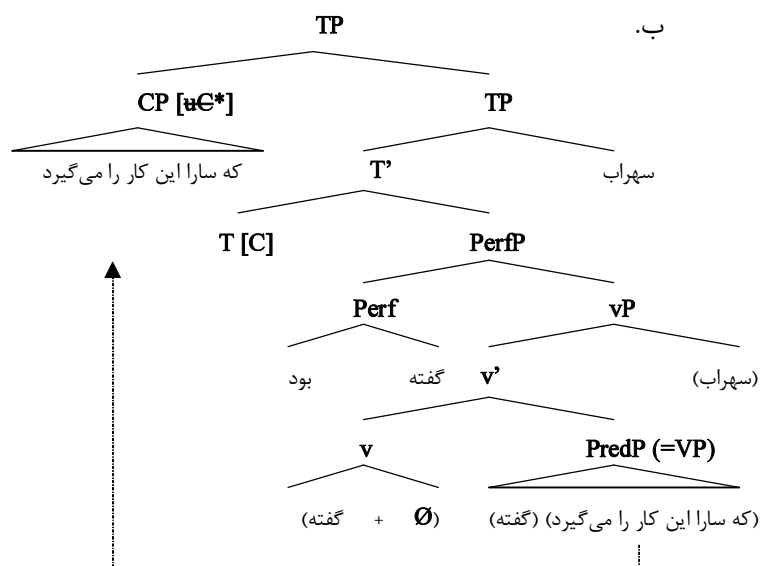 ب. TP
CP [uC*] TP
که سارا این کار را می‌گیرد T’ سهراب
T [C] PerfP
Perf vP
بود گفته v’ (سهراب)
v PredP (=VP)
(گفته + Ø) (گفته) (که سارا این کار را می‌گیرد)